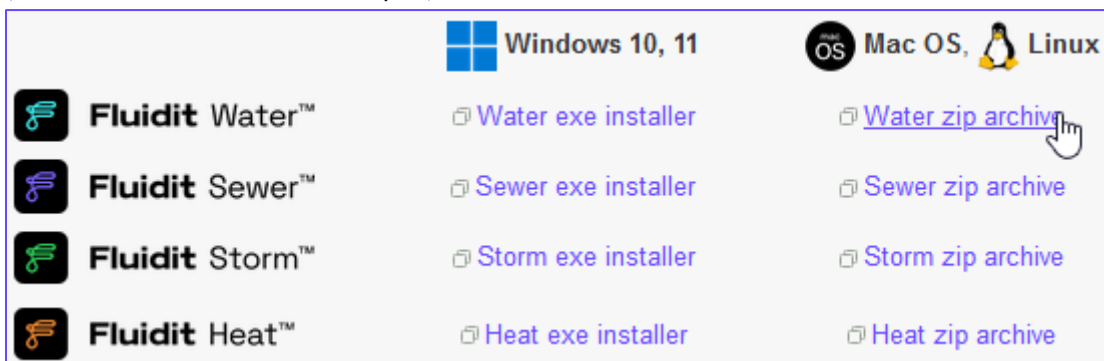 Windows 10, 11 mac OS Mac OS, Linux
Fluidit Water™ Water exe installer Water zip archive
Fluidit Sewer™ Sewer exe installer Sewer zip archive
Fluidit Storm™ Storm exe installer Storm zip archive
Fluidit Heat™ Heat exe installer Heat zip archive